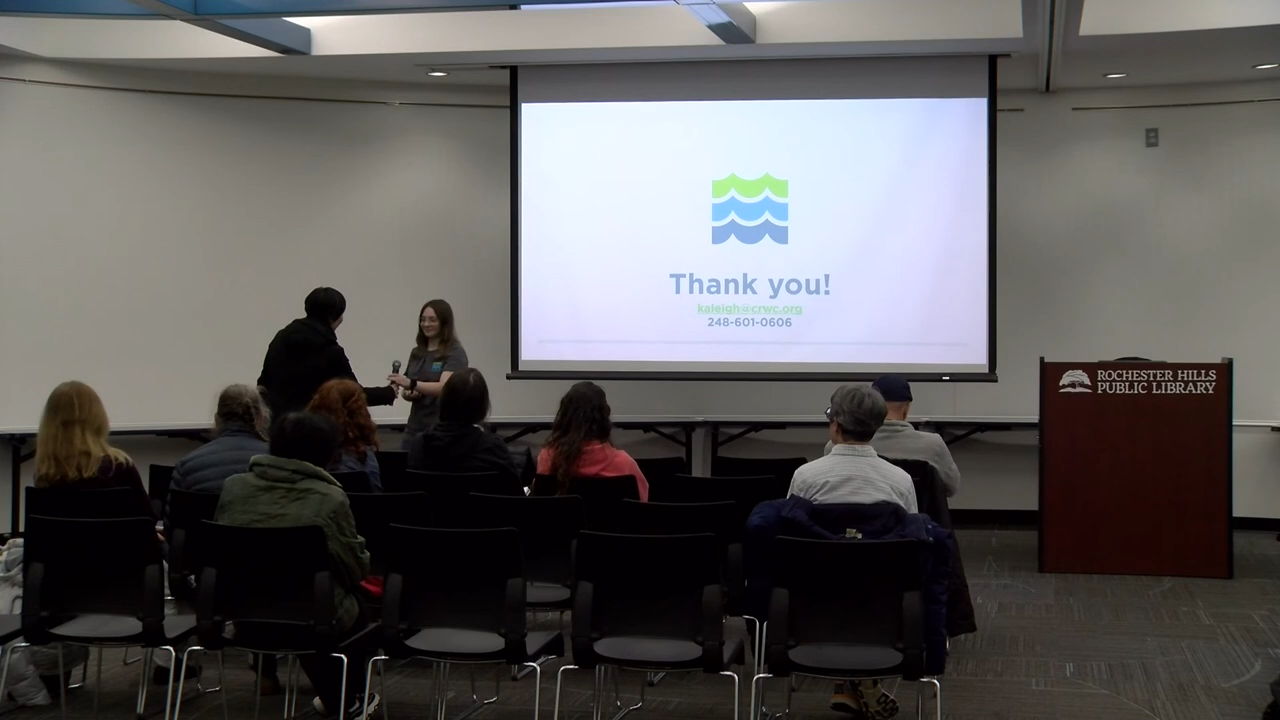 Thank you!
kaleigh@crwc.org
248-601-0606
ROCHESTER HILLS
PUBLIC LIBRARY